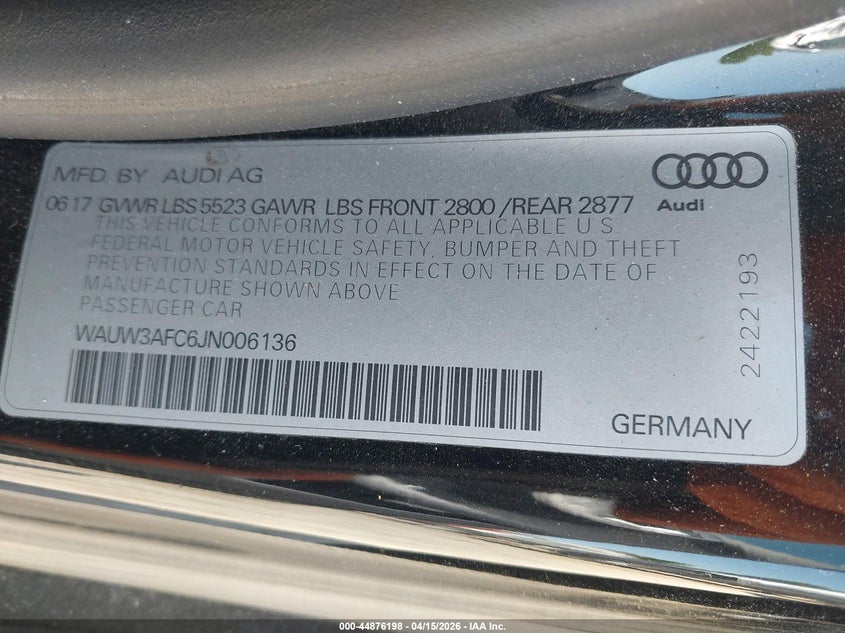 MFD. BY AUDI AG
06 17 GVWR LBS 5523 GAWR LBS FRONT 2800 / REAR 2877
THIS VEHICLE CONFORMS TO ALL APPLICABLE U.S.
FEDERAL MOTOR VEHICLE SAFETY, BUMPER AND THEFT
PREVENTION STANDARDS IN EFFECT ON THE DATE OF
MANUFACTURE SHOWN ABOVE
PASSENGER CAR
WAUW3AFC6JN006136
Audi
2422193
GERMANY
000-44876198 - 04/15/2026 - IAA Inc.